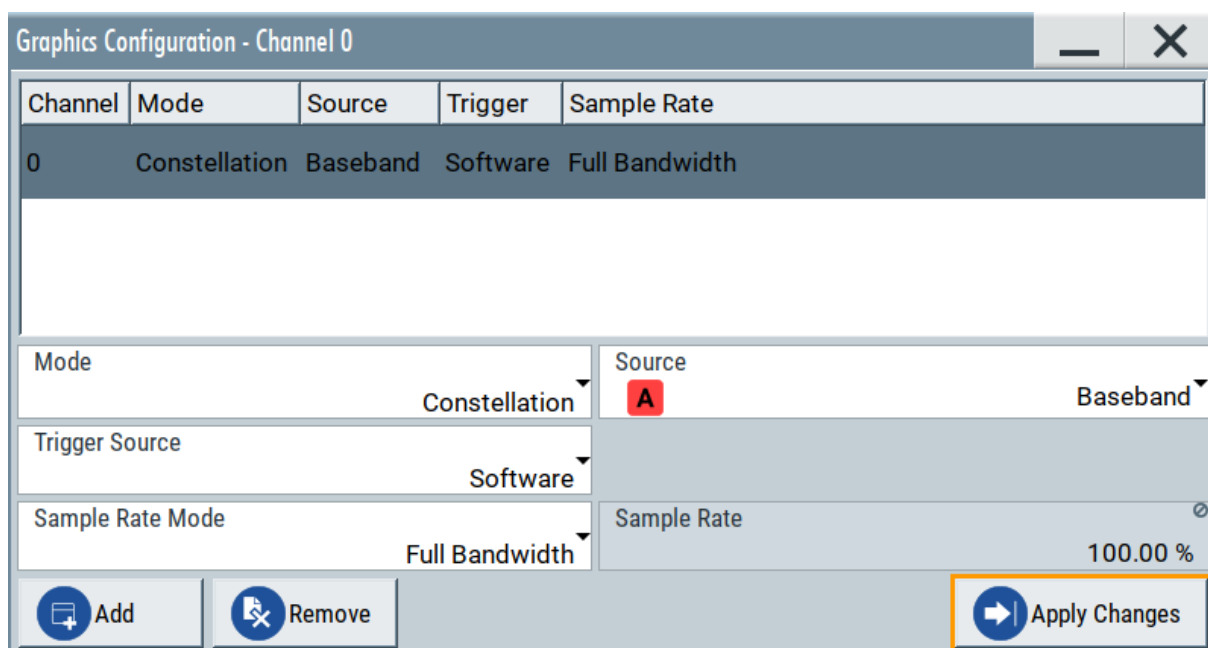 Graphics Configuration - Channel 0
Channel Mode Source Trigger Sample Rate
0 Constellation Baseband Software Full Bandwidth
Mode Source
Constellation A Baseband
Trigger Source
Software
Sample Rate Mode Sample Rate
Full Bandwidth 100.00 %
Add Remove Apply Changes